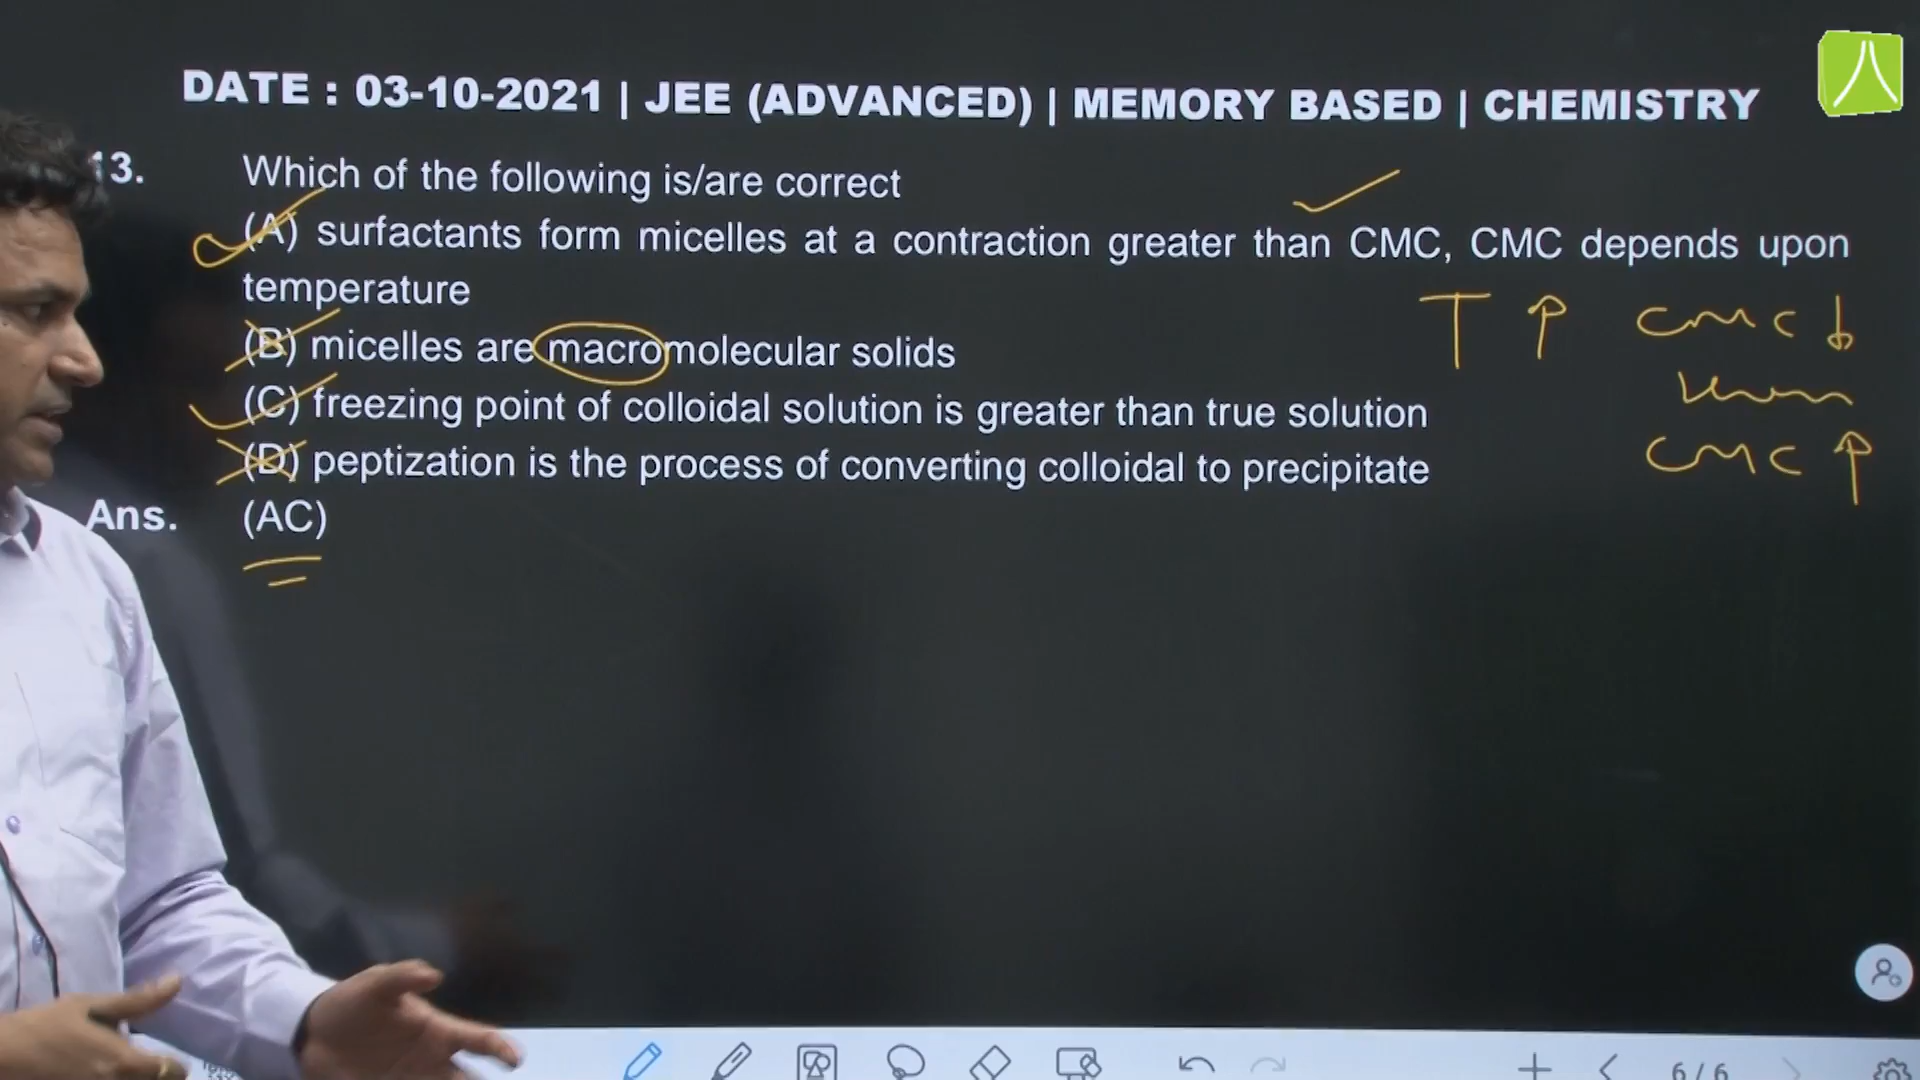 DATE : 03-10-2021 | JEE (ADVANCED) | MEMORY BASED | CHEMISTRY
13. Which of the following is/are correct
(A) surfactants form micelles at a contraction greater than CMC, CMC depends upon
temperature
(B) micelles are macromolecular solids
(C) freezing point of colloidal solution is greater than true solution
(D) peptization is the process of converting colloidal to precipitate
Ans. (AC)
T ↑ CMC ↓
CMC ↑
6/6